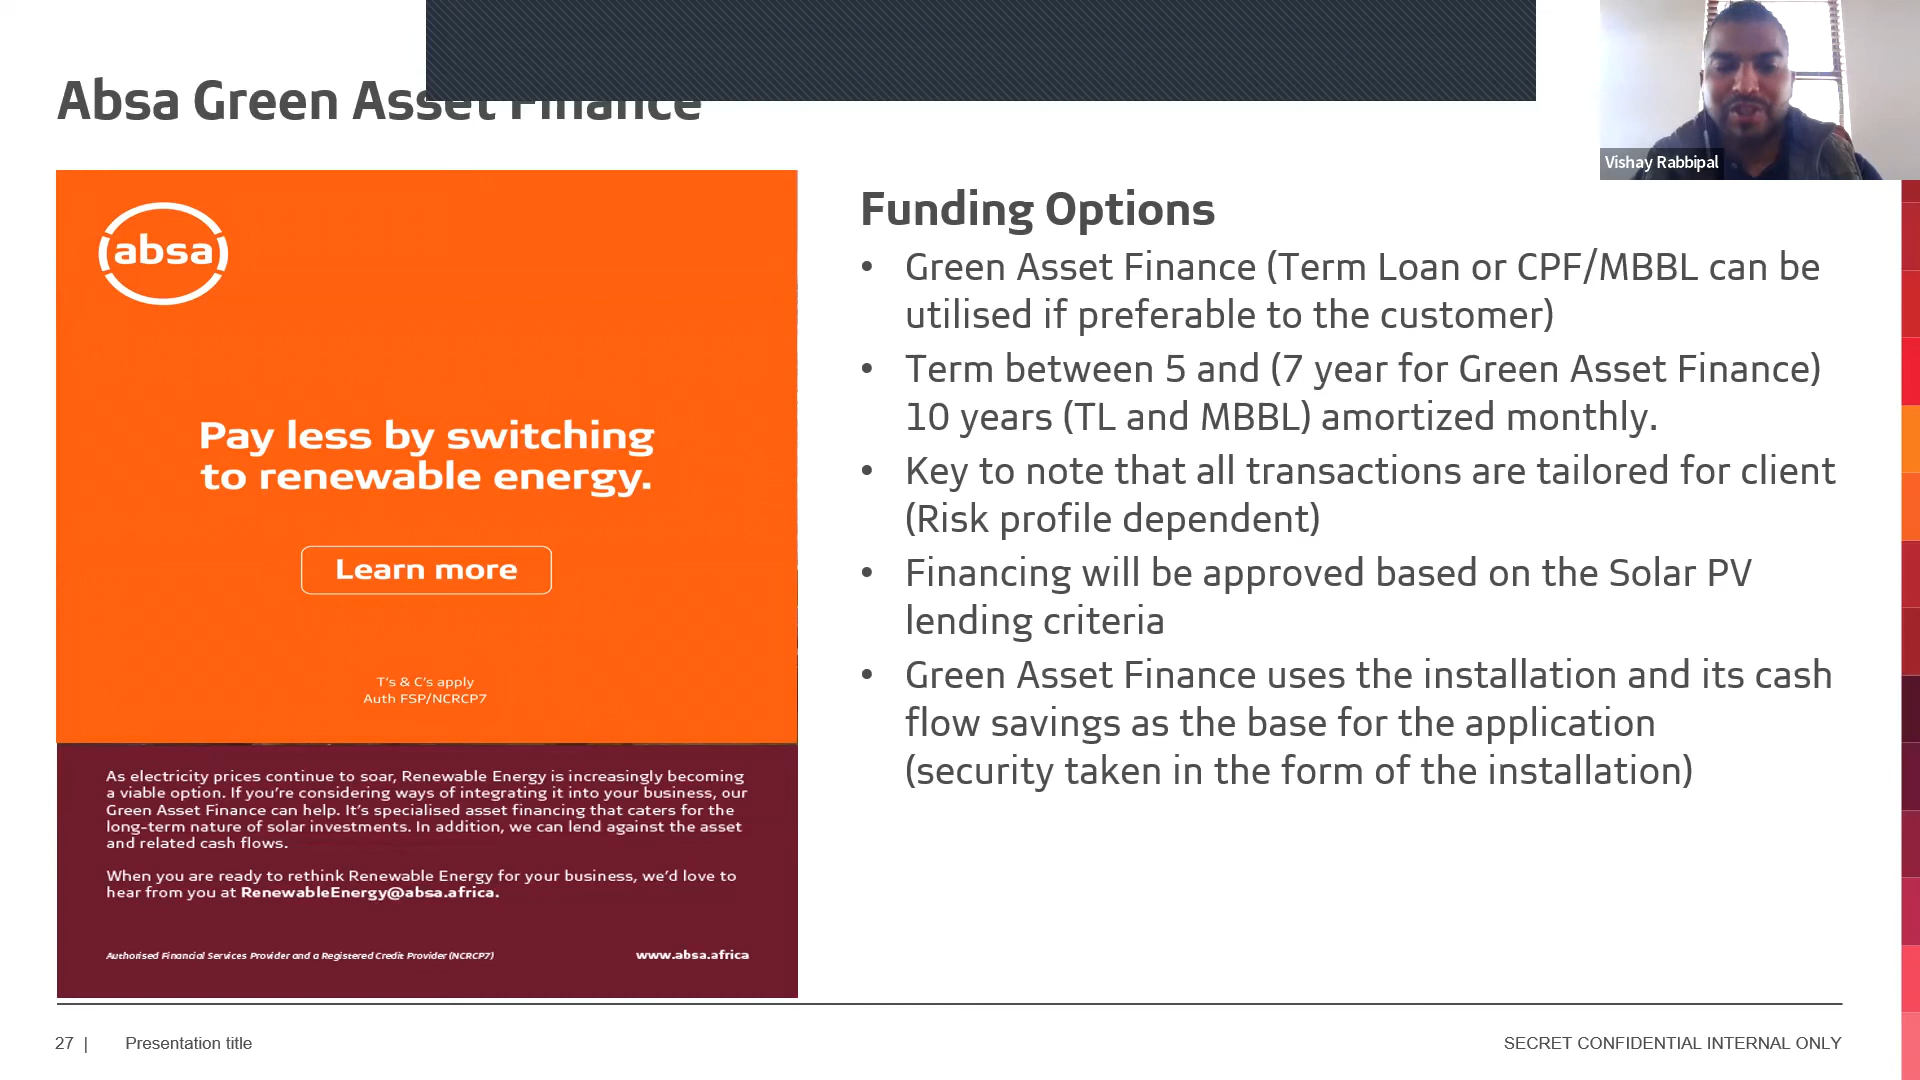 Absa Green Asset Finance
Vishay Rabbipal
absa
Pay less by switching
to renewable energy.
Learn more
T's & C's apply
Auth FSP/NCRCP7
As electricity prices continue to soar, Renewable Energy is increasingly becoming
a viable option. If you're considering ways of integrating it into your business, our
Green Asset Finance can help. It's specialised asset financing that caters for the
long-term nature of solar investments. In addition, we can lend against the asset
and related cash flows.
When you are ready to rethink Renewable Energy for your business, we'd love to
hear from you at RenewableEnergy@absa.africa.
Authorised Financial Services Provider and a Registered Credit Provider (NCRCP7)
www.absa.africa
Funding Options
• Green Asset Finance (Term Loan or CPF/MBBL can be
utilised if preferable to the customer)
• Term between 5 and (7 year for Green Asset Finance)
10 years (TL and MBBL) amortized monthly.
• Key to note that all transactions are tailored for client
(Risk profile dependent)
• Financing will be approved based on the Solar PV
lending criteria
• Green Asset Finance uses the installation and its cash
flow savings as the base for the application
(security taken in the form of the installation)
27 |
Presentation title
SECRET CONFIDENTIAL INTERNAL ONLY